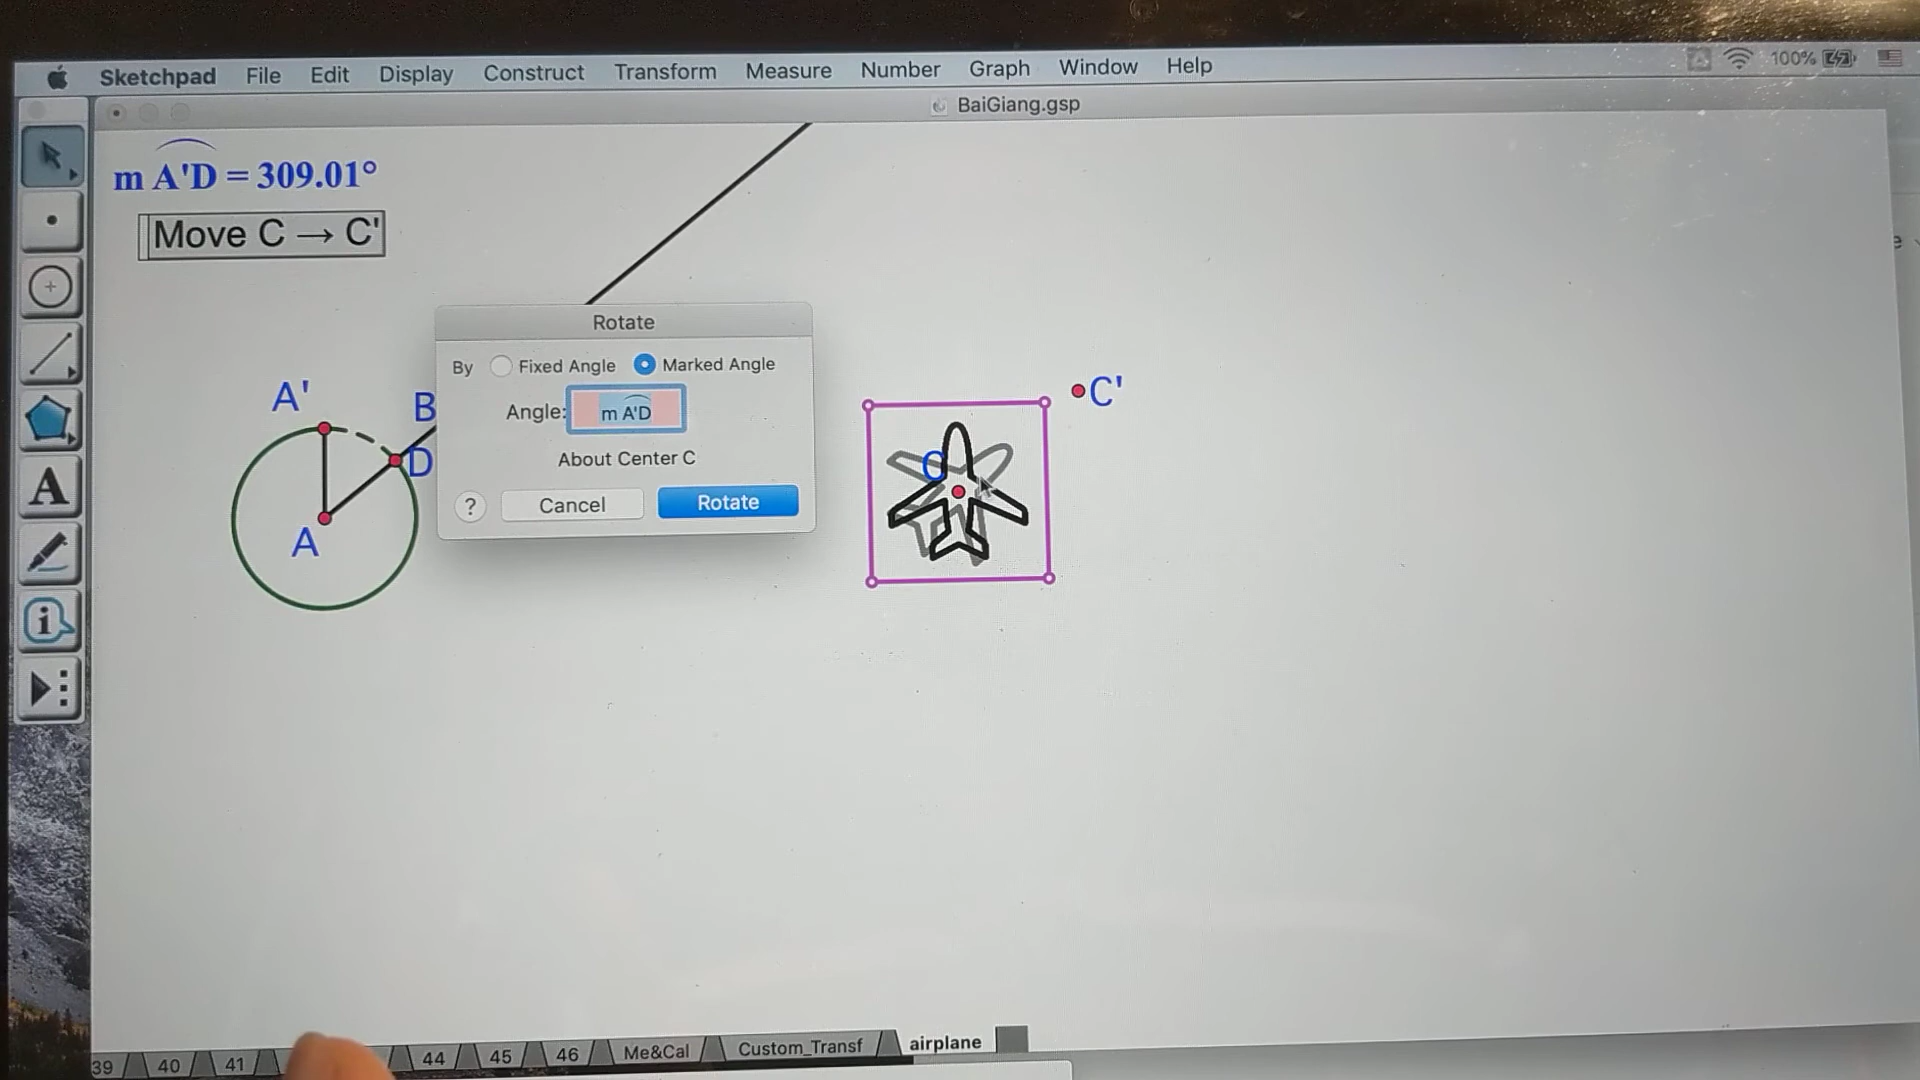 Sketchpad File Edit Display Construct Transform Measure Number Graph Window Help 100%
BaiGiang.gsp
m A'D = 309.01°
Move C → C'
Rotate
By Fixed Angle Marked Angle
Angle: m A'D
About Center C
? Cancel Rotate
A'
B
D
A
C
C'
A
i
39 40 41 44 45 46 Me&Cal Custom_Transf airplane